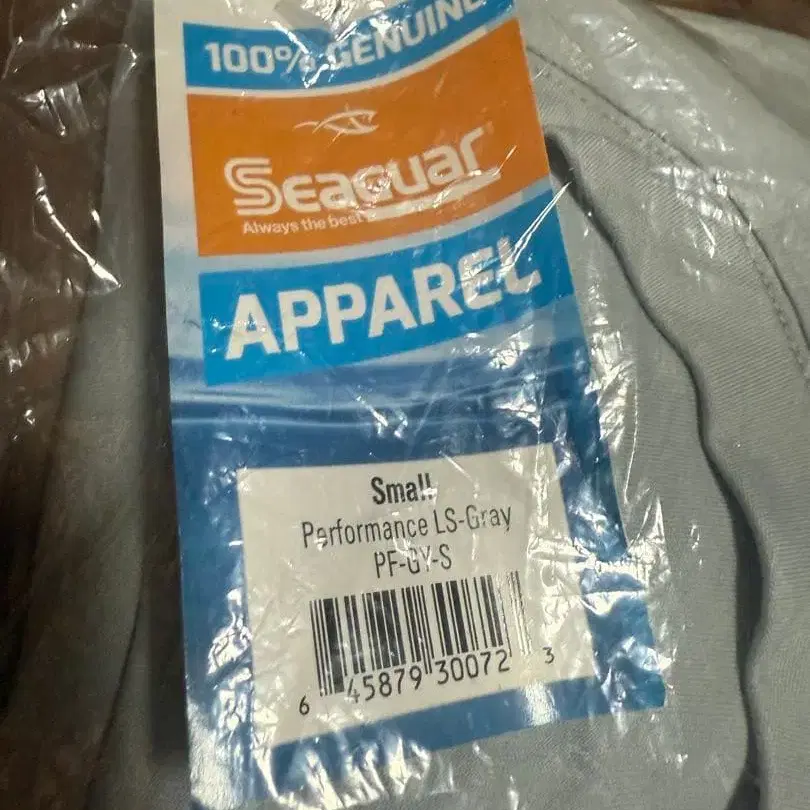 100% GENUINE
Seaguar
Always the best
APPAREL
Small
Performance LS-Gray
PF-GY-S
6 45879 30072 3